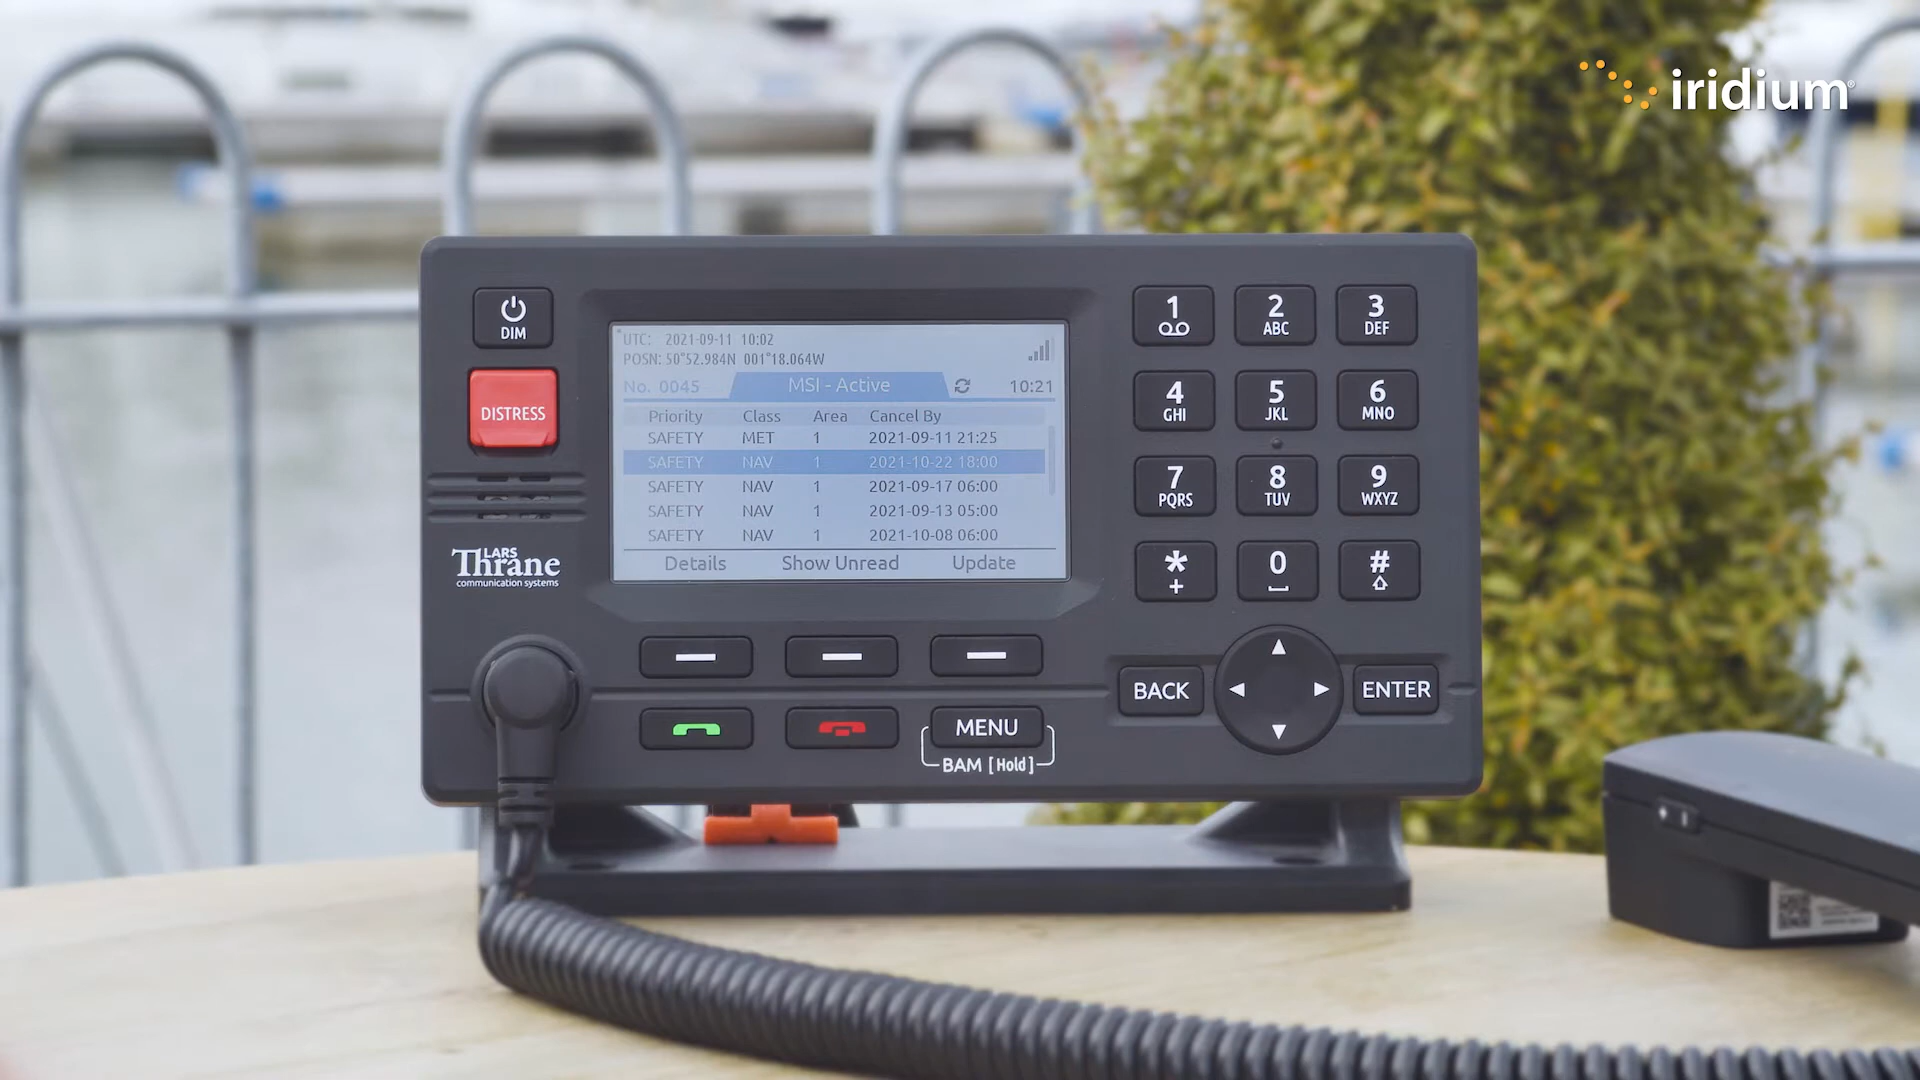 iridium
DIM
DISTRESS
LARS
Thrane
communication systems
UTC: 2021-09-11 10:02
POSN: 50°52.984N 001°18.064W
No. 0045 MSI - Active 10:21
Priority Class Area Cancel By
SAFETY MET 1 2021-09-11 21:25
SAFETY NAV 1 2021-10-22 18:00
SAFETY NAV 1 2021-09-17 06:00
SAFETY NAV 1 2021-09-13 05:00
SAFETY NAV 1 2021-10-08 06:00
Details Show Unread Update
1 2 3
ABC DEF
4 5 6
GHI JKL MNO
7 8 9
PQRS TUV WXYZ
* 0 #
+
BACK ENTER
MENU
BAM [Hold]